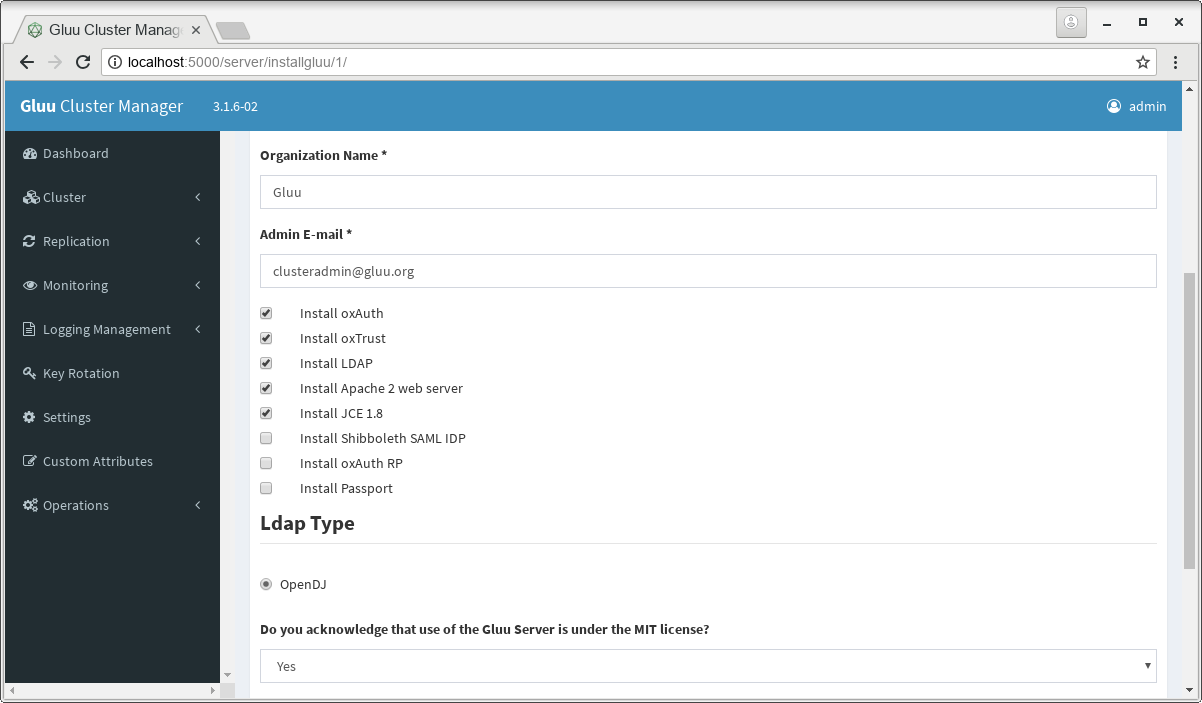 Gluu Cluster Manag
localhost:5000/server/installgluu/1/
Gluu Cluster Manager 3.1.6-02 admin
Dashboard
Cluster
Replication
Monitoring
Logging Management
Key Rotation
Settings
Custom Attributes
Operations
Organization Name *
Gluu
Admin E-mail *
clusteradmin@gluu.org
Install oxAuth
Install oxTrust
Install LDAP
Install Apache 2 web server
Install JCE 1.8
Install Shibboleth SAML IDP
Install oxAuth RP
Install Passport
Ldap Type
OpenDJ
Do you acknowledge that use of the Gluu Server is under the MIT license?
Yes